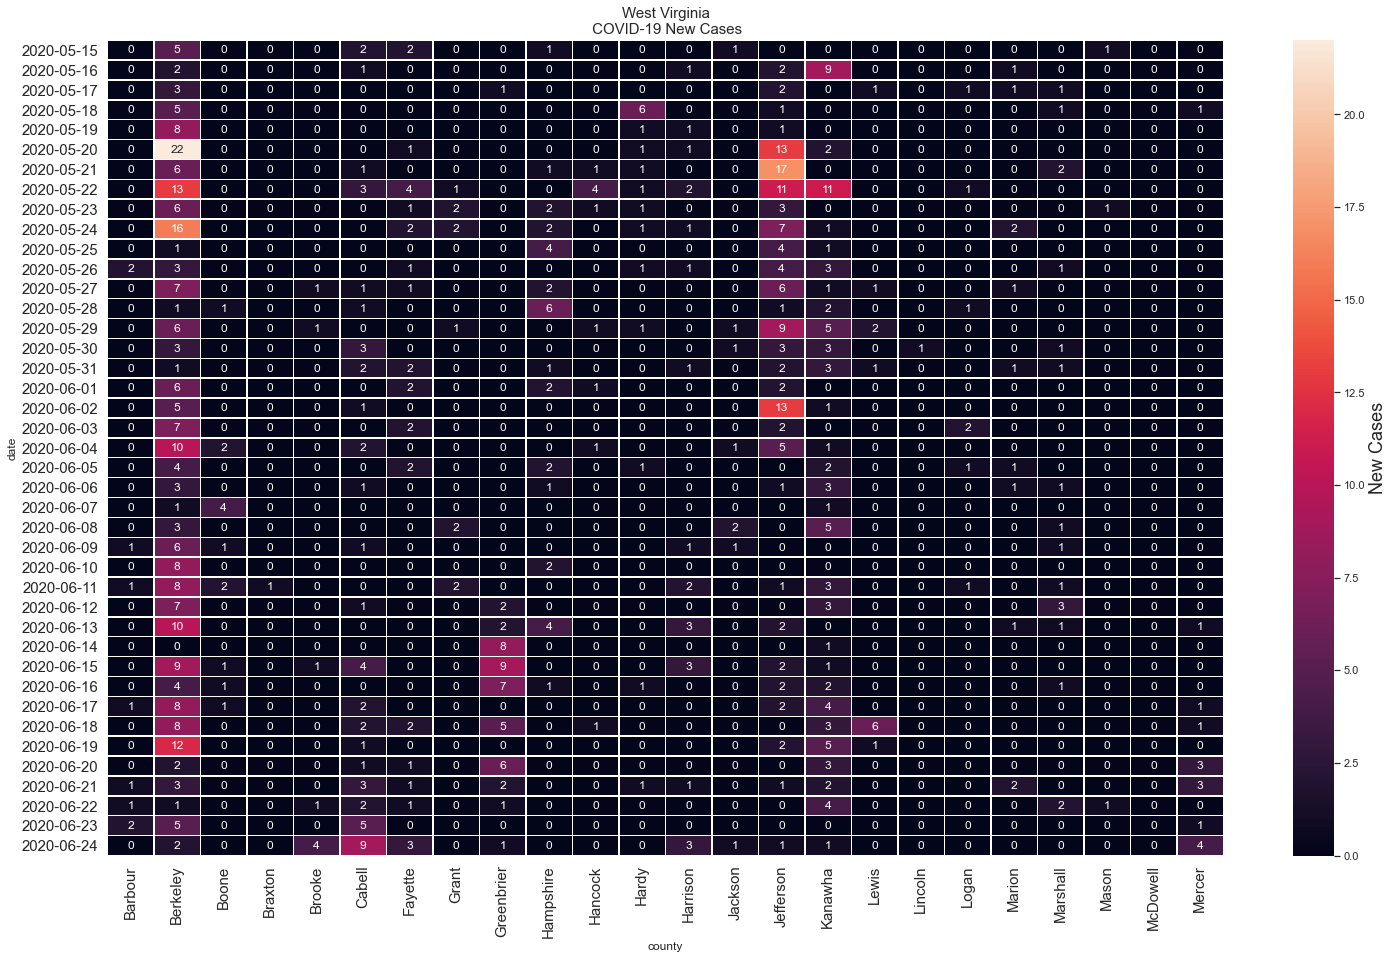 West Virginia
COVID-19 New Cases
2020-05-15 0 5 0 0 0 2 2 0 0 1 0 0 0 1 0 0 0 0 0 0 0 1 0 0
2020-05-16 0 2 0 0 0 1 0 0 0 0 0 0 1 0 2 9 0 0 0 1 0 0 0 0
2020-05-17 0 3 0 0 0 0 0 0 1 0 0 0 0 0 2 0 1 0 1 1 1 0 0 0
2020-05-18 0 5 0 0 0 0 0 0 0 0 0 6 0 0 1 0 0 0 0 0 1 0 0 1
2020-05-19 0 8 0 0 0 0 0 0 0 0 0 1 1 0 1 0 0 0 0 0 0 0 0 0
2020-05-20 0 22 0 0 0 0 1 0 0 0 0 1 1 0 13 2 0 0 0 0 0 0 0 0
2020-05-21 0 6 0 0 0 1 0 0 0 1 1 1 0 0 17 0 0 0 0 0 2 0 0 0
2020-05-22 0 13 0 0 0 3 4 1 0 0 4 1 2 0 11 11 0 0 1 0 0 0 0 0
2020-05-23 0 6 0 0 0 0 1 2 0 2 1 1 0 0 3 0 0 0 0 0 0 1 0 0
2020-05-24 0 16 0 0 0 0 2 2 0 2 0 1 1 0 7 1 0 0 0 2 0 0 0 0
2020-05-25 0 1 0 0 0 0 0 0 0 4 0 0 0 0 4 1 0 0 0 0 0 0 0 0
2020-05-26 2 3 0 0 0 0 1 0 0 0 0 1 1 0 4 3 0 0 0 0 1 0 0 0
2020-05-27 0 7 0 0 1 1 1 0 0 2 0 0 0 0 6 1 1 0 0 1 0 0 0 0
2020-05-28 0 1 1 0 0 1 0 0 0 6 0 0 0 0 1 2 0 0 1 0 0 0 0 0
2020-05-29 0 6 0 0 1 0 0 1 0 0 1 1 0 1 9 5 2 0 0 0 0 0 0 0
2020-05-30 0 3 0 0 0 3 0 0 0 0 0 0 0 1 3 3 0 1 0 0 1 0 0 0
2020-05-31 0 1 0 0 0 2 2 0 0 1 0 0 1 0 2 3 1 0 0 1 1 0 0 0
2020-06-01 0 6 0 0 0 0 2 0 0 2 1 0 0 0 2 0 0 0 0 0 0 0 0 0
2020-06-02 0 5 0 0 0 1 0 0 0 0 0 0 0 0 13 1 0 0 0 0 0 0 0 0
2020-06-03 0 7 0 0 0 0 2 0 0 0 0 0 0 0 2 0 0 0 2 0 0 0 0 0
2020-06-04 0 10 2 0 0 2 0 0 0 0 1 0 0 1 5 1 0 0 0 0 0 0 0 0
2020-06-05 0 4 0 0 0 0 2 0 0 2 0 1 0 0 0 2 0 0 1 1 0 0 0 0
2020-06-06 0 3 0 0 0 1 0 0 0 1 0 0 0 0 1 3 0 0 0 1 1 0 0 0
2020-06-07 0 1 4 0 0 0 0 0 0 0 0 0 0 0 0 1 0 0 0 0 0 0 0 0
2020-06-08 0 3 0 0 0 0 0 2 0 0 0 0 0 2 0 5 0 0 0 0 1 0 0 0
2020-06-09 1 6 1 0 0 1 0 0 0 0 0 0 1 1 0 0 0 0 0 0 1 0 0 0
2020-06-10 0 8 0 0 0 0 0 0 0 2 0 0 0 0 0 0 0 0 0 0 0 0 0 0
2020-06-11 1 8 2 1 0 0 0 2 0 0 0 0 2 0 1 3 0 0 1 0 1 0 0 0
2020-06-12 0 7 0 0 0 1 0 0 2 0 0 0 0 0 0 3 0 0 0 0 3 0 0 0
2020-06-13 0 10 0 0 0 0 0 0 2 4 0 0 3 0 2 0 0 0 0 1 1 0 0 1
2020-06-14 0 0 0 0 0 0 0 0 8 0 0 0 0 0 0 1 0 0 0 0 0 0 0 0
2020-06-15 0 9 1 0 1 4 0 0 9 0 0 0 3 0 2 1 0 0 0 0 0 0 0 0
2020-06-16 0 4 1 0 0 0 0 0 7 1 0 1 0 0 2 2 0 0 0 0 1 0 0 0
2020-06-17 1 8 1 0 0 2 0 0 0 0 0 0 0 0 2 4 0 0 0 0 0 0 0 1
2020-06-18 0 8 0 0 0 2 2 0 5 0 1 0 0 0 0 3 6 0 0 0 0 0 0 1
2020-06-19 0 12 0 0 0 1 0 0 0 0 0 0 0 0 2 5 1 0 0 0 0 0 0 0
2020-06-20 0 2 0 0 0 1 1 0 6 0 0 0 0 0 0 3 0 0 0 0 0 0 0 3
2020-06-21 1 3 0 0 0 3 1 0 2 0 0 1 1 0 1 2 0 0 0 2 0 0 0 3
2020-06-22 1 1 0 0 1 2 1 0 1 0 0 0 0 0 0 4 0 0 0 0 2 1 0 0
2020-06-23 2 5 0 0 0 5 0 0 0 0 0 0 0 0 0 0 0 0 0 0 0 0 0 1
2020-06-24 0 2 0 0 4 9 3 0 1 0 0 0 3 1 1 1 0 0 0 0 0 0 0 4
date
Barbour Berkeley Boone Braxton Brooke Cabell Fayette Grant Greenbrier Hampshire Hancock Hardy Harrison Jackson Jefferson Kanawha Lewis Lincoln Logan Marion Marshall Mason McDowell Mercer
county
20.0
17.5
15.0
12.5
10.0
7.5
5.0
2.5
0.0
New Cases